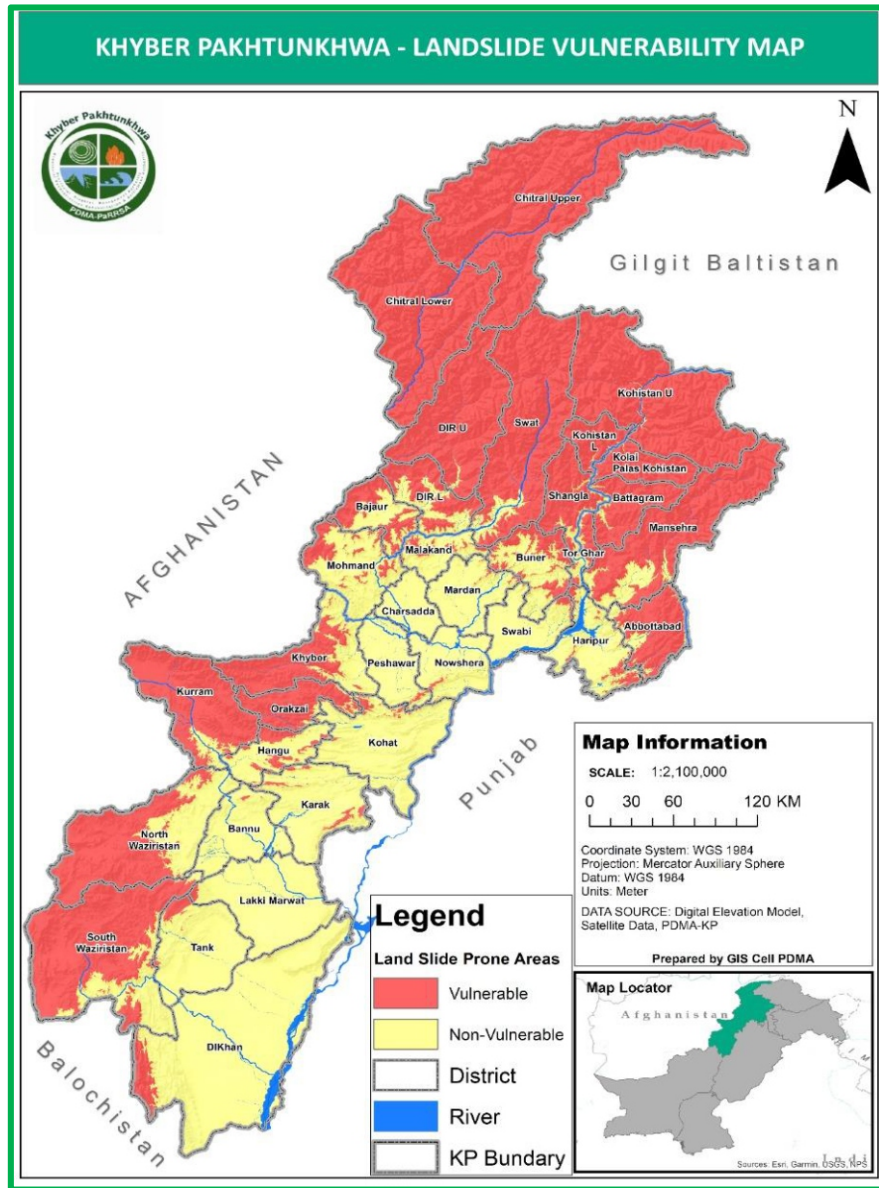 KHYBER PAKHTUNKHWA - LANDSLIDE VULNERABILITY MAP
Khyber Pakhtunkhwa
PDMA-PaRRSA
N
Chitral Upper
Gilgit Baltistan
Chitral Lower
Kohistan U
DIR U
Swat
Kohistan
L
Kolai
Palas Kohistan
AFGHANISTAN
DIR L
Shangla
Battagram
Bajaur
Mansehra
Malakand
Buner
Tor Ghar
Mohmand
Mardan
Charsadda
Swabi
Abbottabad
Haripur
Khyber
Peshawar
Nowshera
Kurram
Orakzai
Kohat
Hangu
Punjab
Karak
North
Waziristan
Bannu
Lakki Marwat
South
Waziristan
Tank
DIKhan
Balochistan
Map Information
SCALE: 1:2,100,000
0 30 60 120 KM
Coordinate System: WGS 1984
Projection: Mercator Auxiliary Sphere
Datum: WGS 1984
Units: Meter
DATA SOURCE: Digital Elevation Model,
Satellite Data, PDMA-KP
Prepared by GIS Cell PDMA
Legend
Land Slide Prone Areas
Vulnerable
Non-Vulnerable
District
River
KP Bundary
Map Locator
Afghanistan
Sources: Esri, Garmin, USGS, NPS